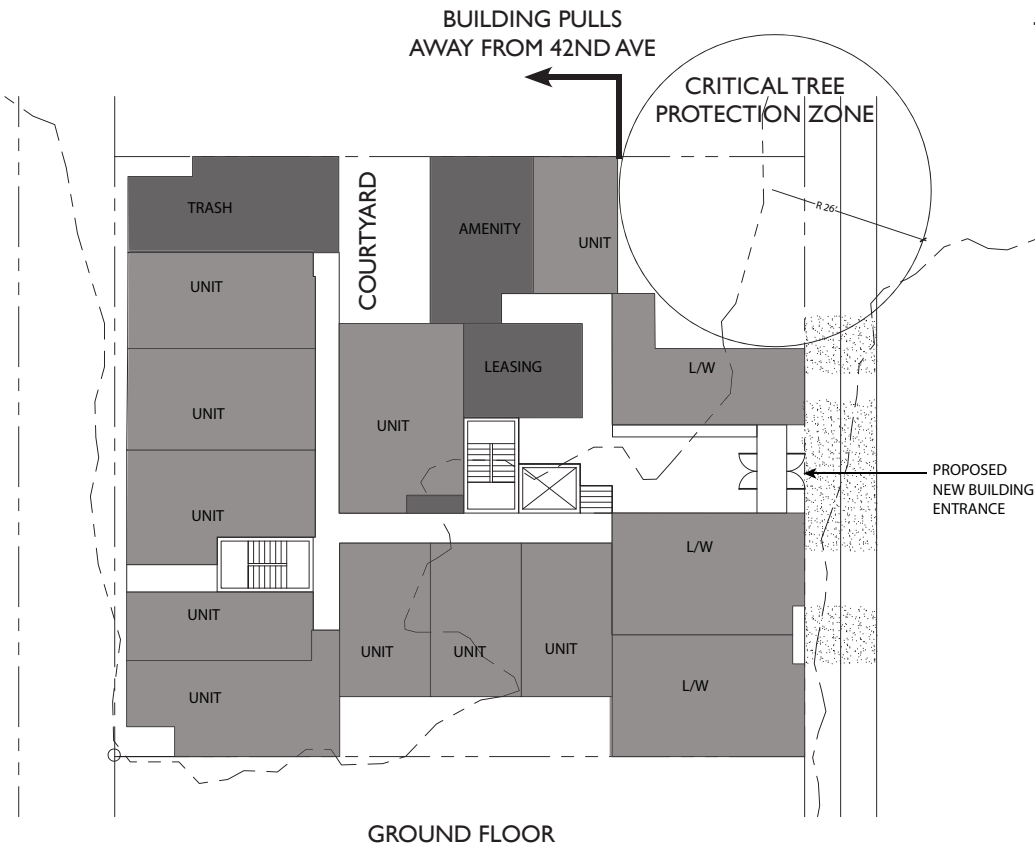 BUILDING PULLS
AWAY FROM 42ND AVE
CRITICAL TREE
PROTECTION ZONE
R 26'
COURTYARD
TRASH
AMENITY
UNIT
UNIT
LEASING
L/W
UNIT
UNIT
UNIT
PROPOSED
NEW BUILDING
ENTRANCE
L/W
UNIT
UNIT
UNIT
UNIT
L/W
UNIT
GROUND FLOOR